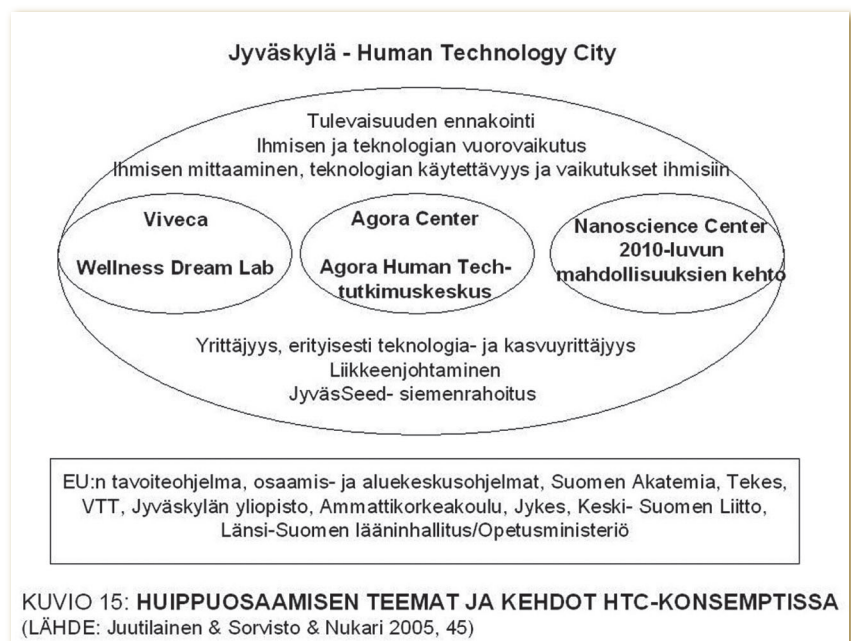 Jyväskylä - Human Technology City
Tulevaisuuden ennakointi
Ihmisen ja teknologian vuorovaikutus
Ihmisen mittaaminen, teknologian käytettävyys ja vaikutukset ihmisiin
Viveca
Wellness Dream Lab
Agora Center
Agora Human Tech-
tutkimuskeskus
Nanoscience Center
2010-luvun
mahdollisuuksien kehto
Yrittäjyys, erityisesti teknologia- ja kasvuyrittäjyys
Liikkeenjohtaminen
JyväsSeed- siemenrahoitus
EU:n tavoiteohjelma, osaamis- ja aluekeskusohjelmat, Suomen Akatemia, Tekes,
VTT, Jyväskylän yliopisto, Ammattikorkeakoulu, Jykes, Keski- Suomen Liitto,
Länsi-Suomen lääninhallitus/Opetusministeriö
KUVIO 15: HUIPPUOSAAMISEN TEEMAT JA KEHDOT HTC-KONSEMPTISSA
(LÄHDE: Juutilainen & Sorvisto & Nukari 2005, 45)